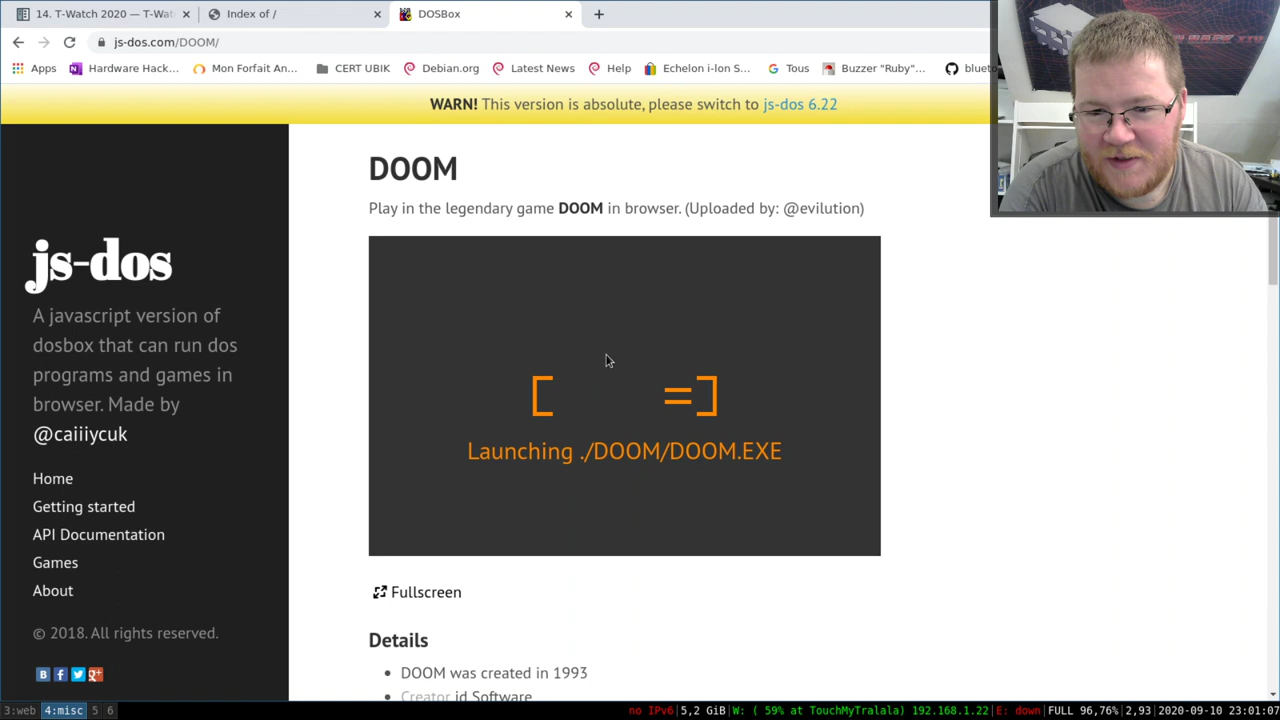 14. T-Watch 2020 — T-Wat
Index of /
DOSBox
js-dos.com/DOOM/
Apps
Hardware Hack...
Mon Forfait An...
CERT UBIK
Debian.org
Latest News
Help
Echelon i-Ion S...
Tous
Buzzer "Ruby"...
blueto
WARN! This version is absolute, please switch to js-dos 6.22
DOOM
Play in the legendary game DOOM in browser. (Uploaded by: @evilution)
js-dos
A javascript version of
dosbox that can run dos
programs and games in
browser. Made by
@caiiiycuk
Home
Getting started
API Documentation
Games
About
© 2018. All rights reserved.
[ =]
Launching ./DOOM/DOOM.EXE
Fullscreen
Details
DOOM was created in 1993
Creator id Software
3:web 4:misc 5 6
no IPv6|5,2 GiB|W: ( 59% at TouchMyTralala) 192.168.1.22|E: down|FULL 96,76%|2,93|2020-09-10 23:01:07